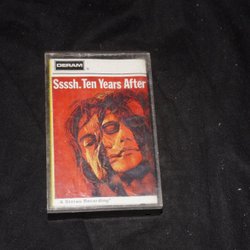 DERAM
Ssssh. Ten Years After
A Stereo Recording